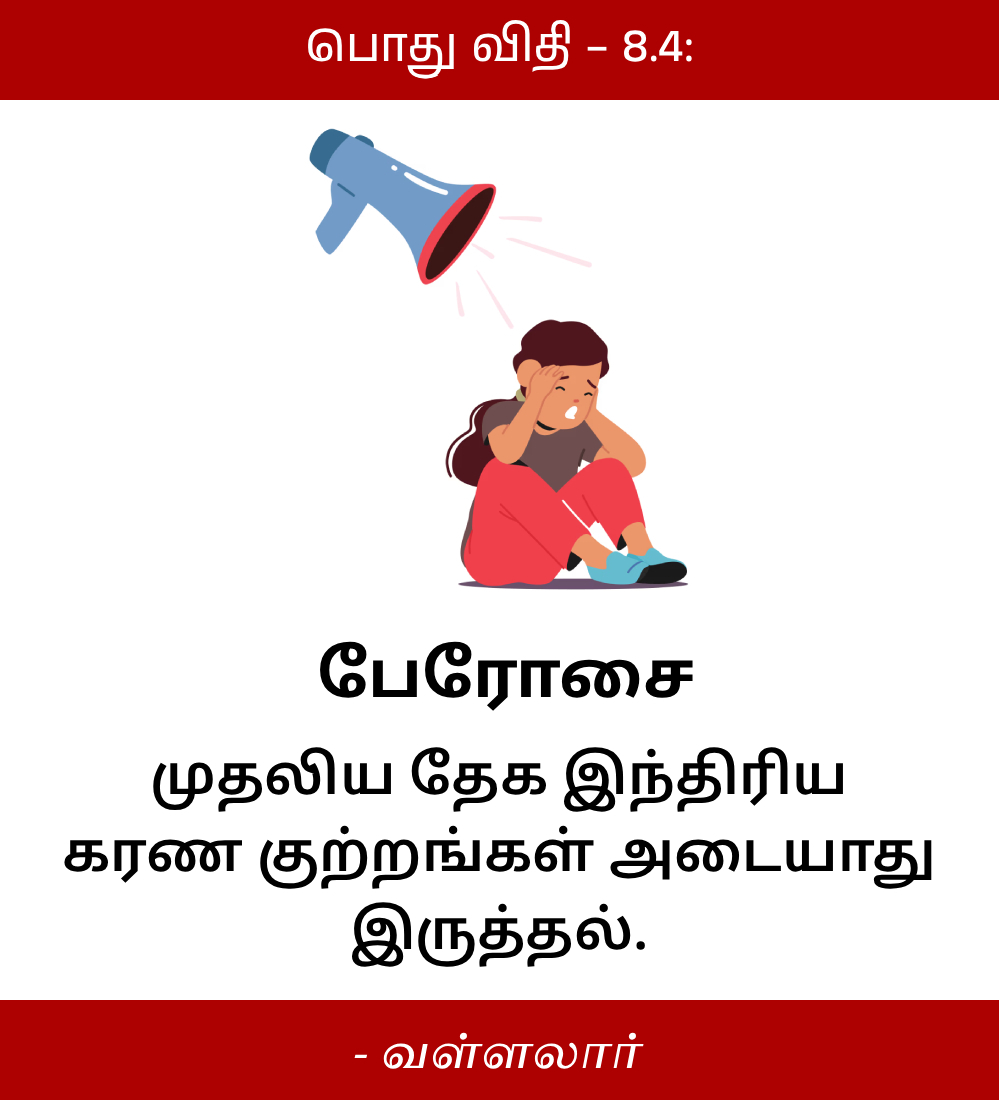 பொது விதி – 8.4:
பேரோசை
முதலிய தேக இந்திரிய
கரண குற்றங்கள் அடையாது
இருத்தல்.
- வள்ளலார்